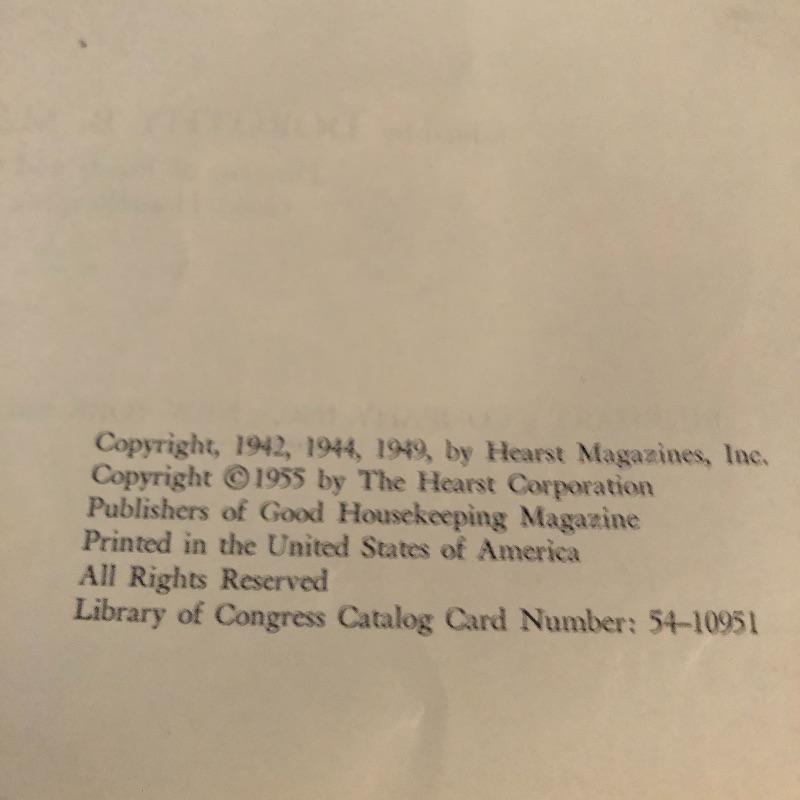 Copyright, 1942, 1944, 1949, by Hearst Magazines, Inc.
Copyright © 1955 by The Hearst Corporation
Publishers of Good Housekeeping Magazine
Printed in the United States of America
All Rights Reserved
Library of Congress Catalog Card Number: 54–10951